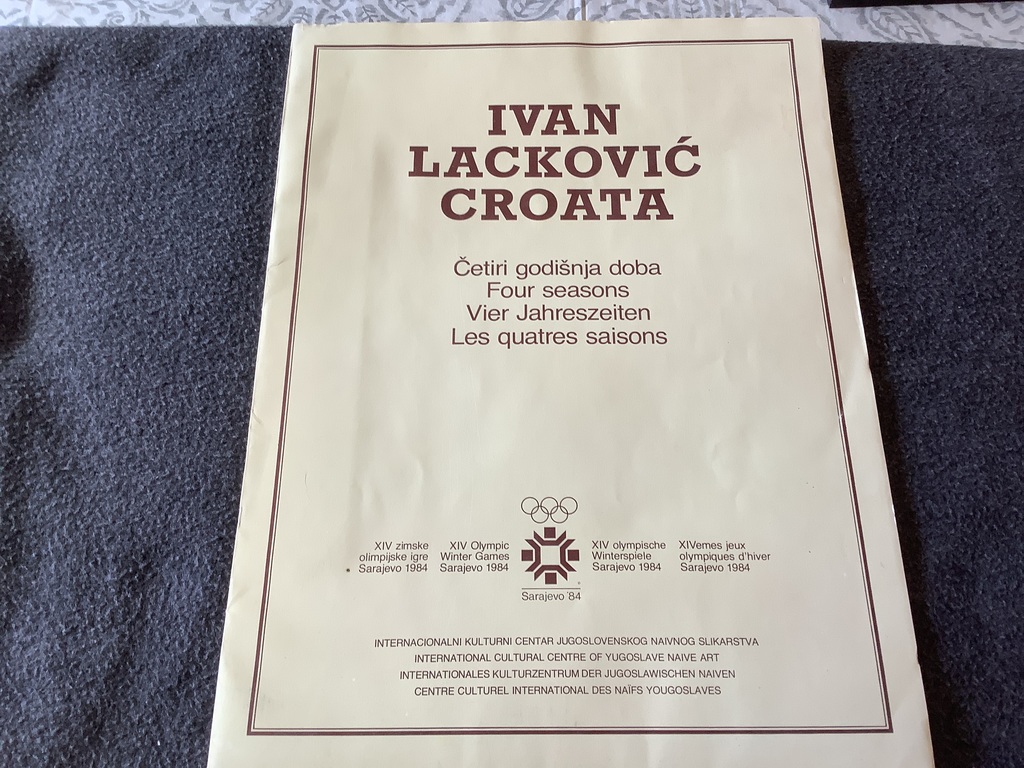 IVAN
LACKOVIĆ
CROATA
Četiri godišnja doba
Four seasons
Vier Jahreszeiten
Les quatres saisons
XIV zimske
olimpijske igre
Sarajevo 1984
XIV Olympic
Winter Games
Sarajevo 1984
Sarajevo '84
XIV olympische
Winterspiele
Sarajevo 1984
XIVemes jeux
olympiques d'hiver
Sarajevo 1984
INTERNACIONALNI KULTURNI CENTAR JUGOSLOVENSKOG NAIVNOG SLIKARSTVA
INTERNATIONAL CULTURAL CENTRE OF YUGOSLAVE NAIVE ART
INTERNATIONALES KULTURZENTRUM DER JUGOSLAWISCHEN NAIVEN
CENTRE CULTUREL INTERNATIONAL DES NAÏFS YOUGOSLAVES